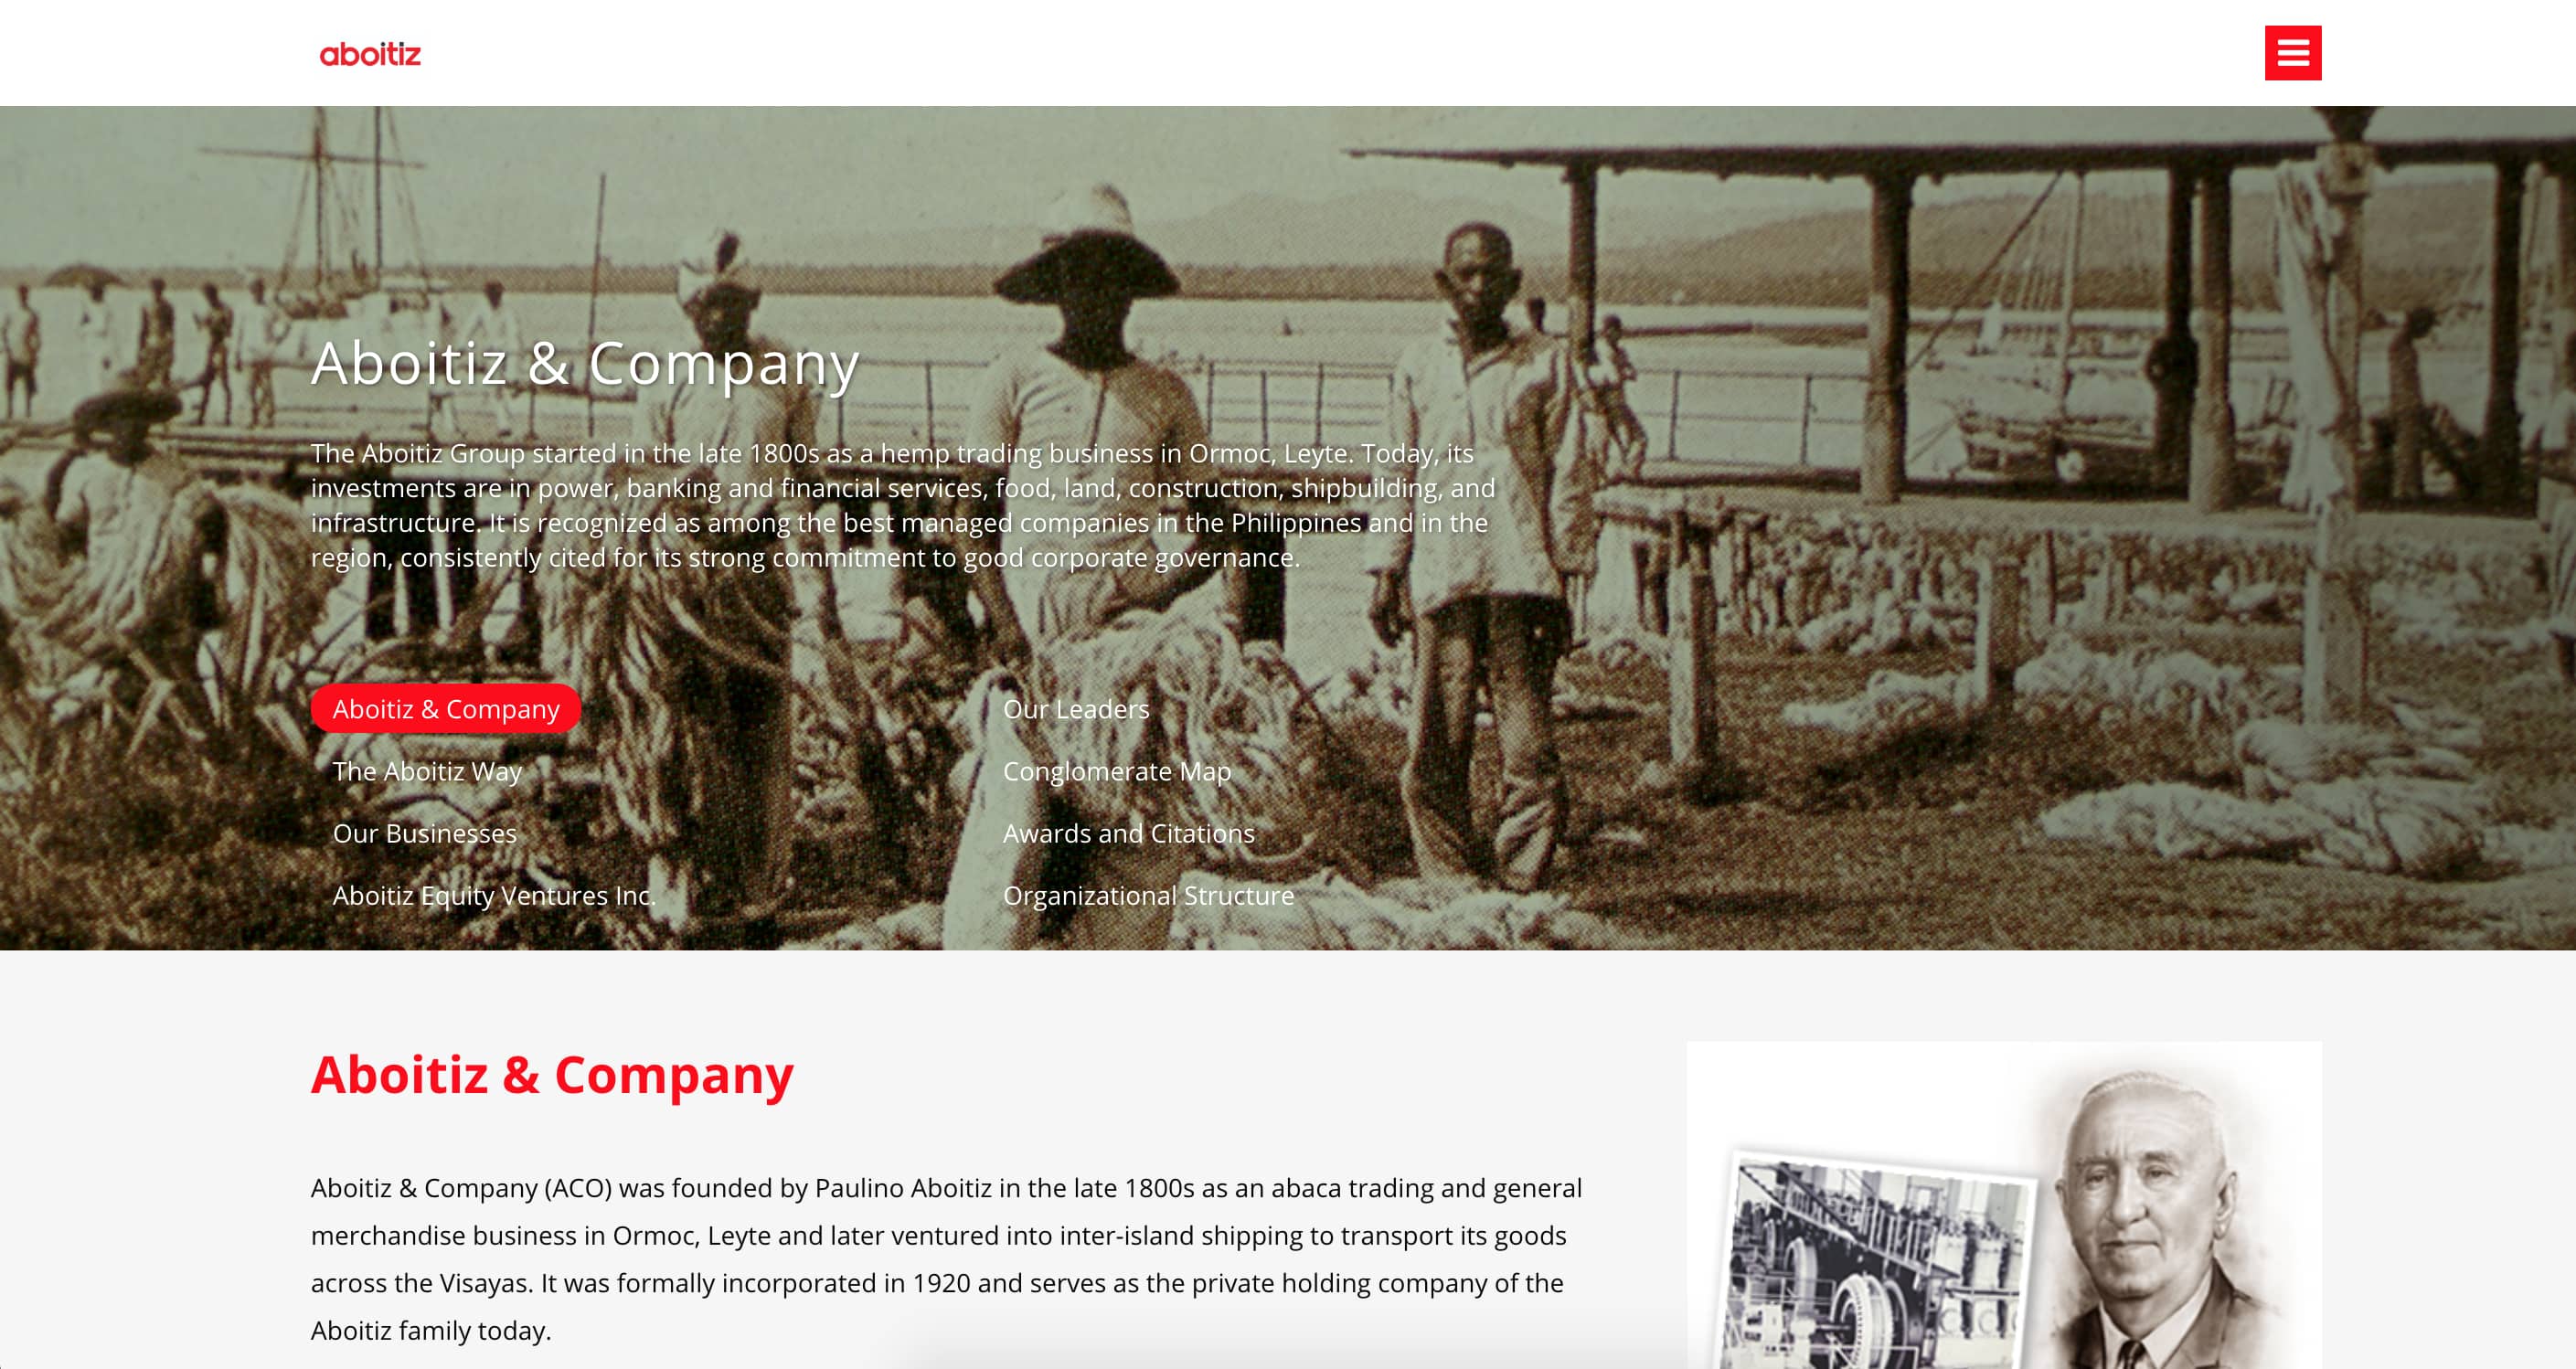 aboitiz
Aboitiz & Company
The Aboitiz Group started in the late 1800s as a hemp trading business in Ormoc, Leyte. Today, its
investments are in power, banking and financial services, food, land, construction, shipbuilding, and
infrastructure. It is recognized as among the best managed companies in the Philippines and in the
region, consistently cited for its strong commitment to good corporate governance.
Aboitiz & Company
The Aboitiz Way
Our Businesses
Aboitiz Equity Ventures Inc.
Our Leaders
Conglomerate Map
Awards and Citations
Organizational Structure
Aboitiz & Company
Aboitiz & Company (ACO) was founded by Paulino Aboitiz in the late 1800s as an abaca trading and general
merchandise business in Ormoc, Leyte and later ventured into inter-island shipping to transport its goods
across the Visayas. It was formally incorporated in 1920 and serves as the private holding company of the
Aboitiz family today.